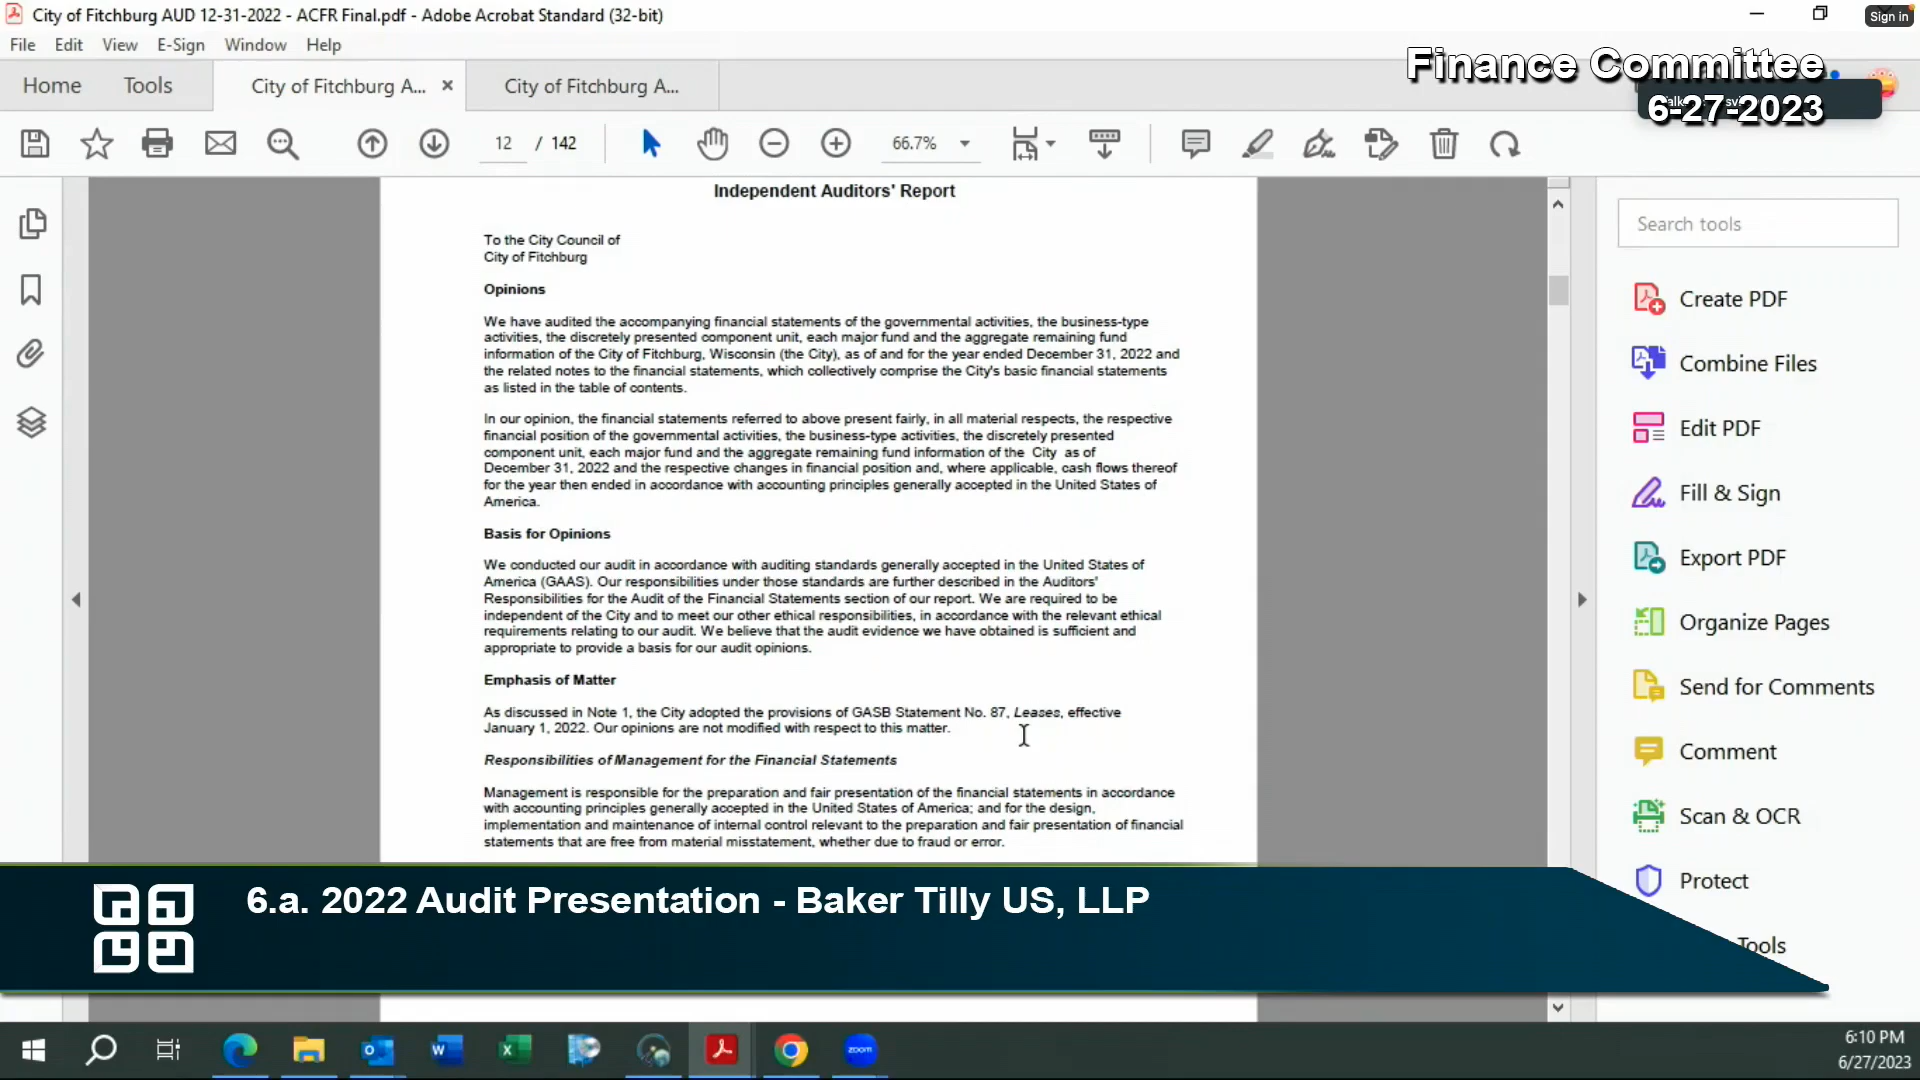 City of Fitchburg AUD 12-31-2022 - ACFR Final.pdf - Adobe Acrobat Standard (32-bit)
Sign in
File Edit View E-Sign Window Help
Finance Committee
6-27-2023
Home Tools City of Fitchburg A... City of Fitchburg A...
12 / 142 66.7%
Search tools
Create PDF
Combine Files
Edit PDF
Fill & Sign
Export PDF
Organize Pages
Send for Comments
Comment
Scan & OCR
Protect
Tools
Independent Auditors' Report
To the City Council of
City of Fitchburg
Opinions
We have audited the accompanying financial statements of the governmental activities, the business-type
activities, the discretely presented component unit, each major fund and the aggregate remaining fund
information of the City of Fitchburg, Wisconsin (the City), as of and for the year ended December 31, 2022 and
the related notes to the financial statements, which collectively comprise the City's basic financial statements
as listed in the table of contents.
In our opinion, the financial statements referred to above present fairly, in all material respects, the respective
financial position of the governmental activities, the business-type activities, the discretely presented
component unit, each major fund and the aggregate remaining fund information of the City as of
December 31, 2022 and the respective changes in financial position and, where applicable, cash flows thereof
for the year then ended in accordance with accounting principles generally accepted in the United States of
America.
Basis for Opinions
We conducted our audit in accordance with auditing standards generally accepted in the United States of
America (GAAS). Our responsibilities under those standards are further described in the Auditors'
Responsibilities for the Audit of the Financial Statements section of our report. We are required to be
independent of the City and to meet our other ethical responsibilities, in accordance with the relevant ethical
requirements relating to our audit. We believe that the audit evidence we have obtained is sufficient and
appropriate to provide a basis for our audit opinions.
Emphasis of Matter
As discussed in Note 1, the City adopted the provisions of GASB Statement No. 87, Leases, effective
January 1, 2022. Our opinions are not modified with respect to this matter.
Responsibilities of Management for the Financial Statements
Management is responsible for the preparation and fair presentation of the financial statements in accordance
with accounting principles generally accepted in the United States of America; and for the design,
implementation and maintenance of internal control relevant to the preparation and fair presentation of financial
statements that are free from material misstatement, whether due to fraud or error.
6.a. 2022 Audit Presentation - Baker Tilly US, LLP
zoom
6:10 PM
6/27/2023